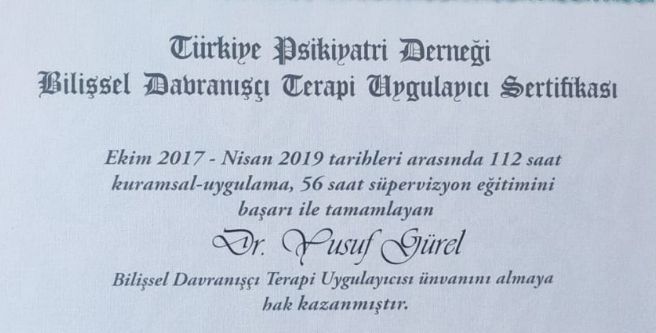 Türkiye Psikiyatri Derneği
Bilişsel Davranışçı Terapi Uygulayıcı Sertifikası
Ekim 2017 - Nisan 2019 tarihleri arasında 112 saat
kuramsal-uygulama, 56 saat süpervizyon eğitimini
başarı ile tamamlayan
Dr. Yusuf Gürel
Bilişsel Davranışçı Terapi Uygulayıcısı ünvanını almaya
hak kazanmıştır.